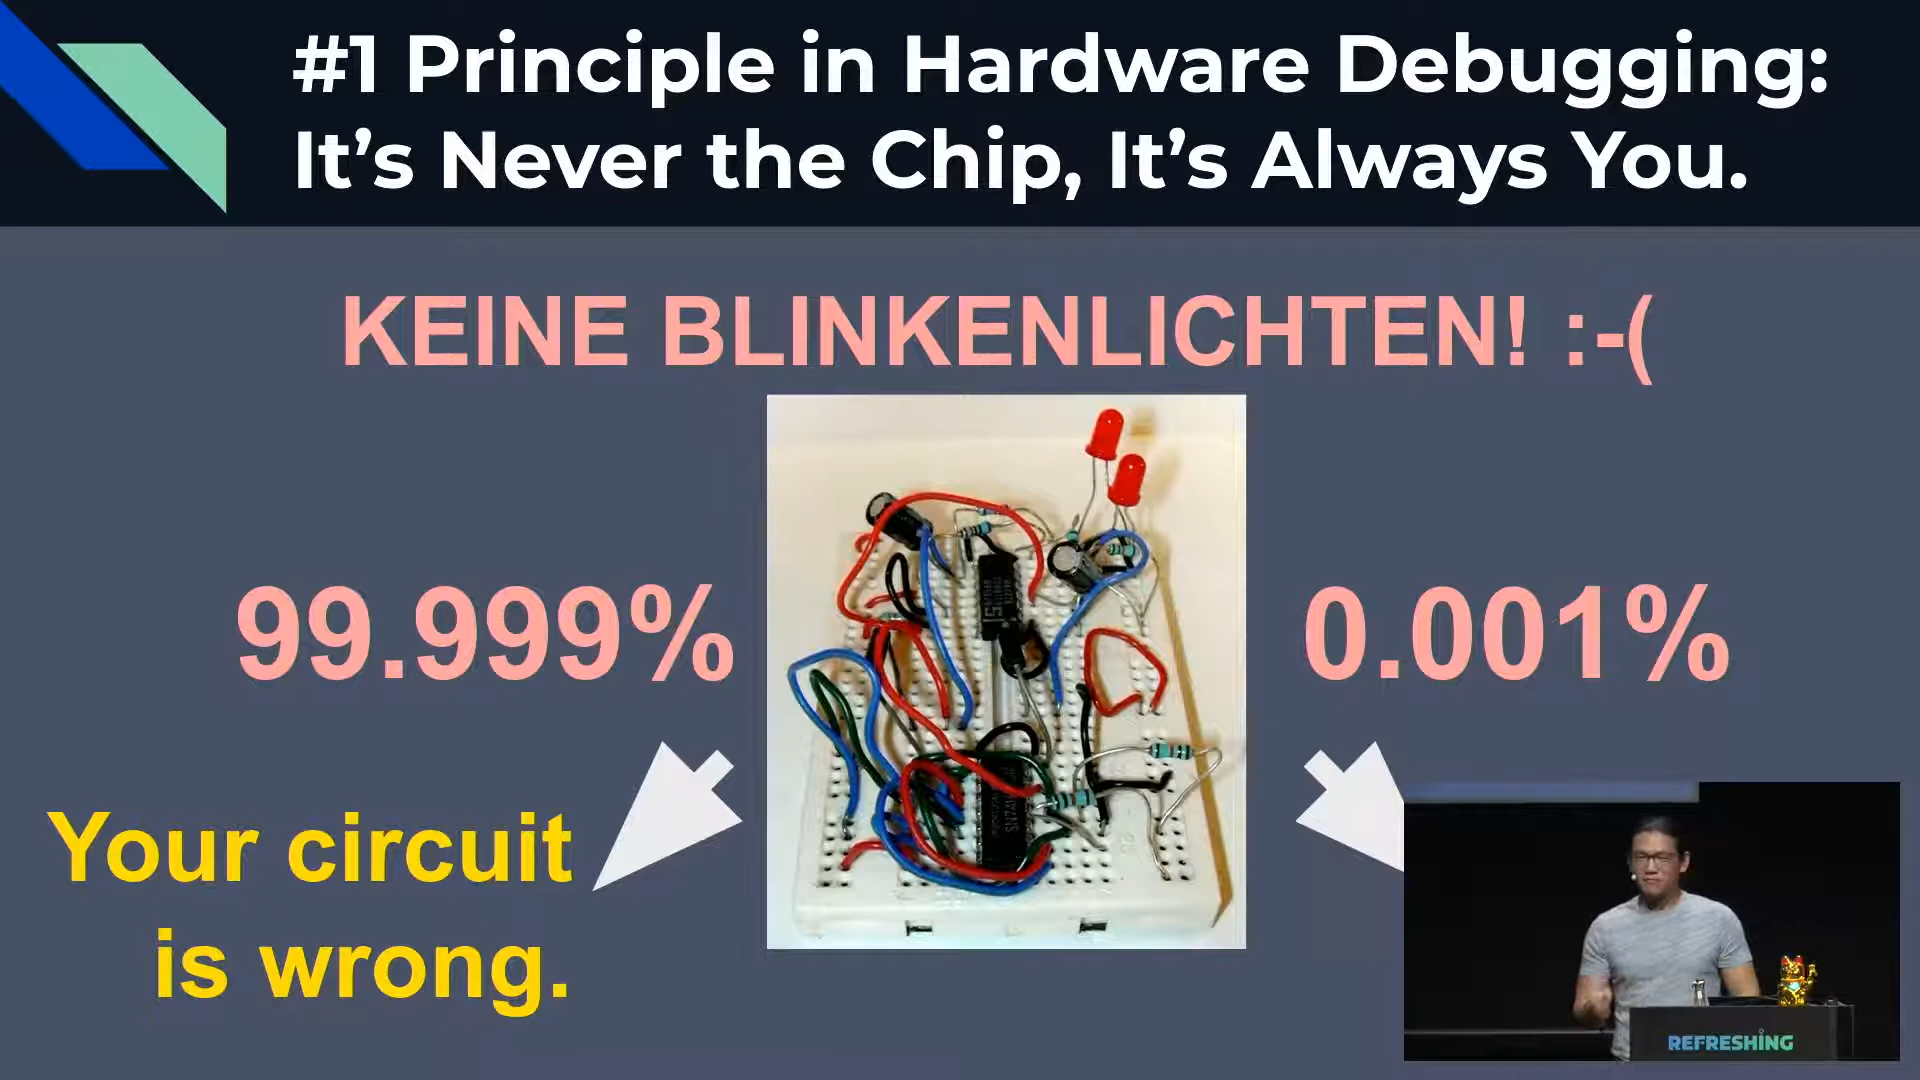 #1 Principle in Hardware Debugging:
It's Never the Chip, It's Always You.
KEINE BLINKENLICHTEN! :-(
99.999%
0.001%
Your circuit
is wrong.
REFRESHING